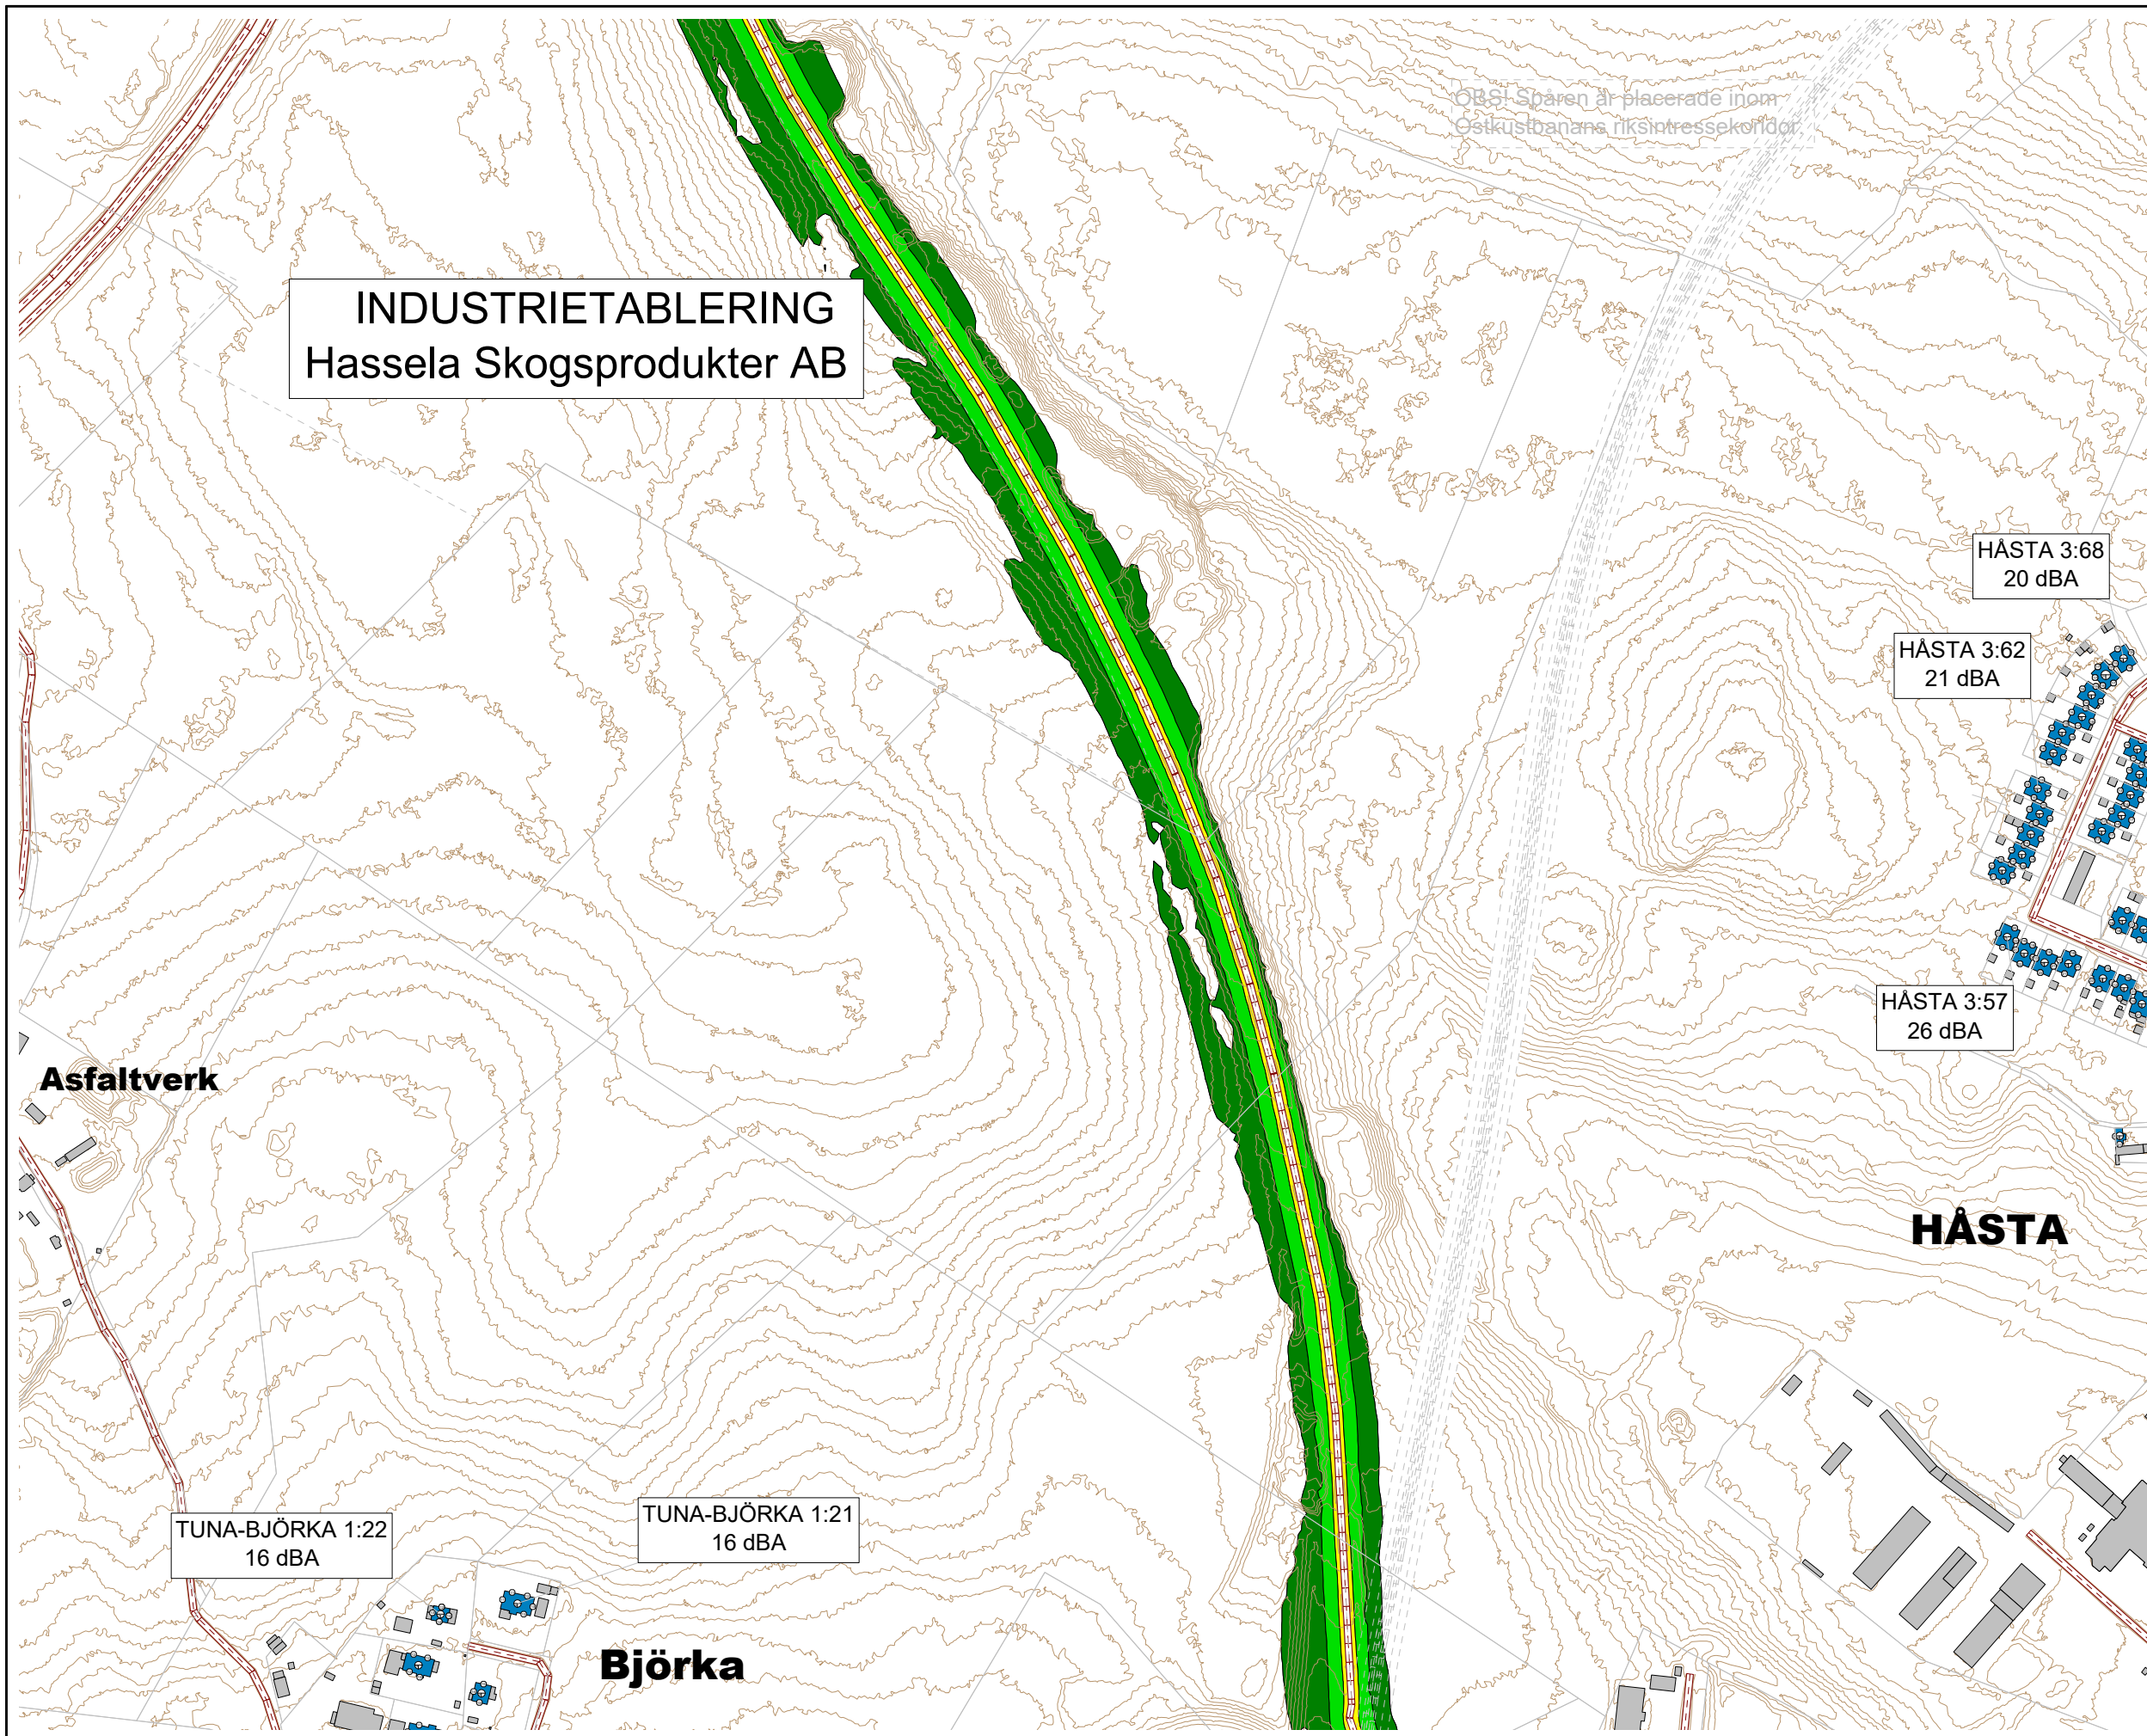 OBS! Spåren är placerade inom
Ostkustbanans riksintressekorridor.
INDUSTRIETABLERING
Hassela Skogsprodukter AB
HÅSTA 3:68
20 dBA
HÅSTA 3:62
21 dBA
HÅSTA 3:57
26 dBA
Asfaltverk
HÅSTA
TUNA-BJÖRKA 1:22
16 dBA
TUNA-BJÖRKA 1:21
16 dBA
Björka